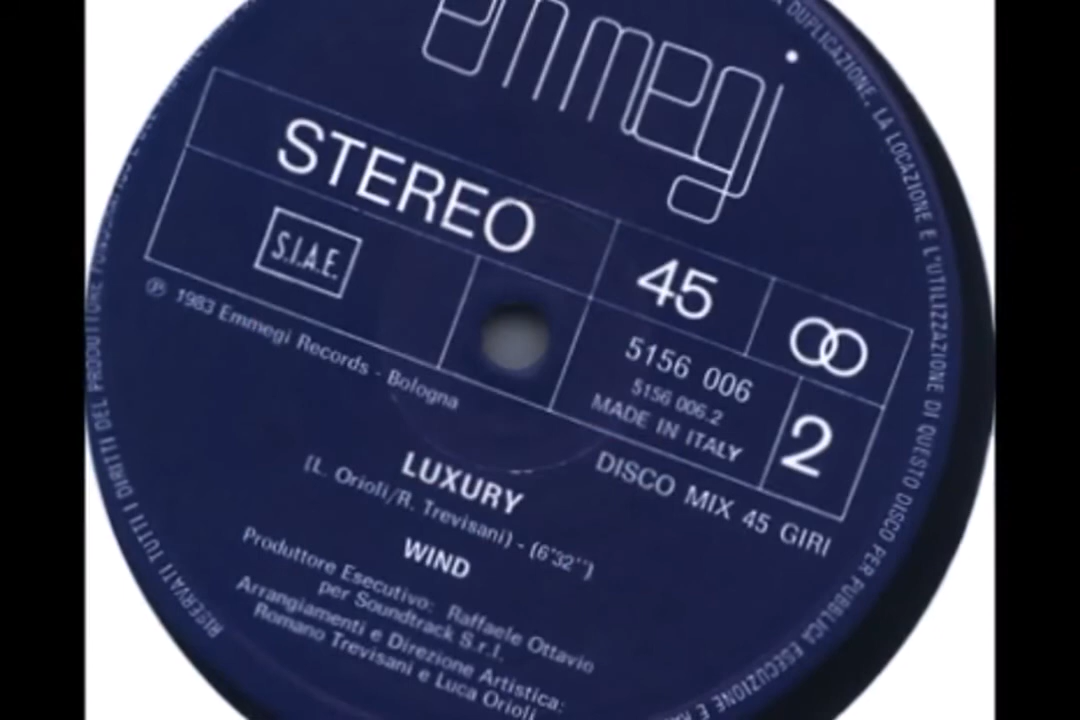 emmegi
STEREO
45
S.I.A.E.
5156 006
5156 006.2
MADE IN ITALY
2
℗ 1983 Emmegi Records - Bologna
DISCO MIX 45 GIRI
LUXURY
(L. Orioli/R. Trevisani) - (6"32'')
WIND
Produttore Esecutivo: Raffaele Ottavio
per Soundtrack S.r.l.
Arrangiamenti e Direzione Artistica:
Romano Trevisani e Luca Orioli
RISERVATI TUTTI I DIRITTI DEL PRODUTTORE
DUPLICAZIONE, LA LOCAZIONE E L'UTILIZZAZIONE DI QUESTO DISCO PER PUBBLICA ESECUZIONE E